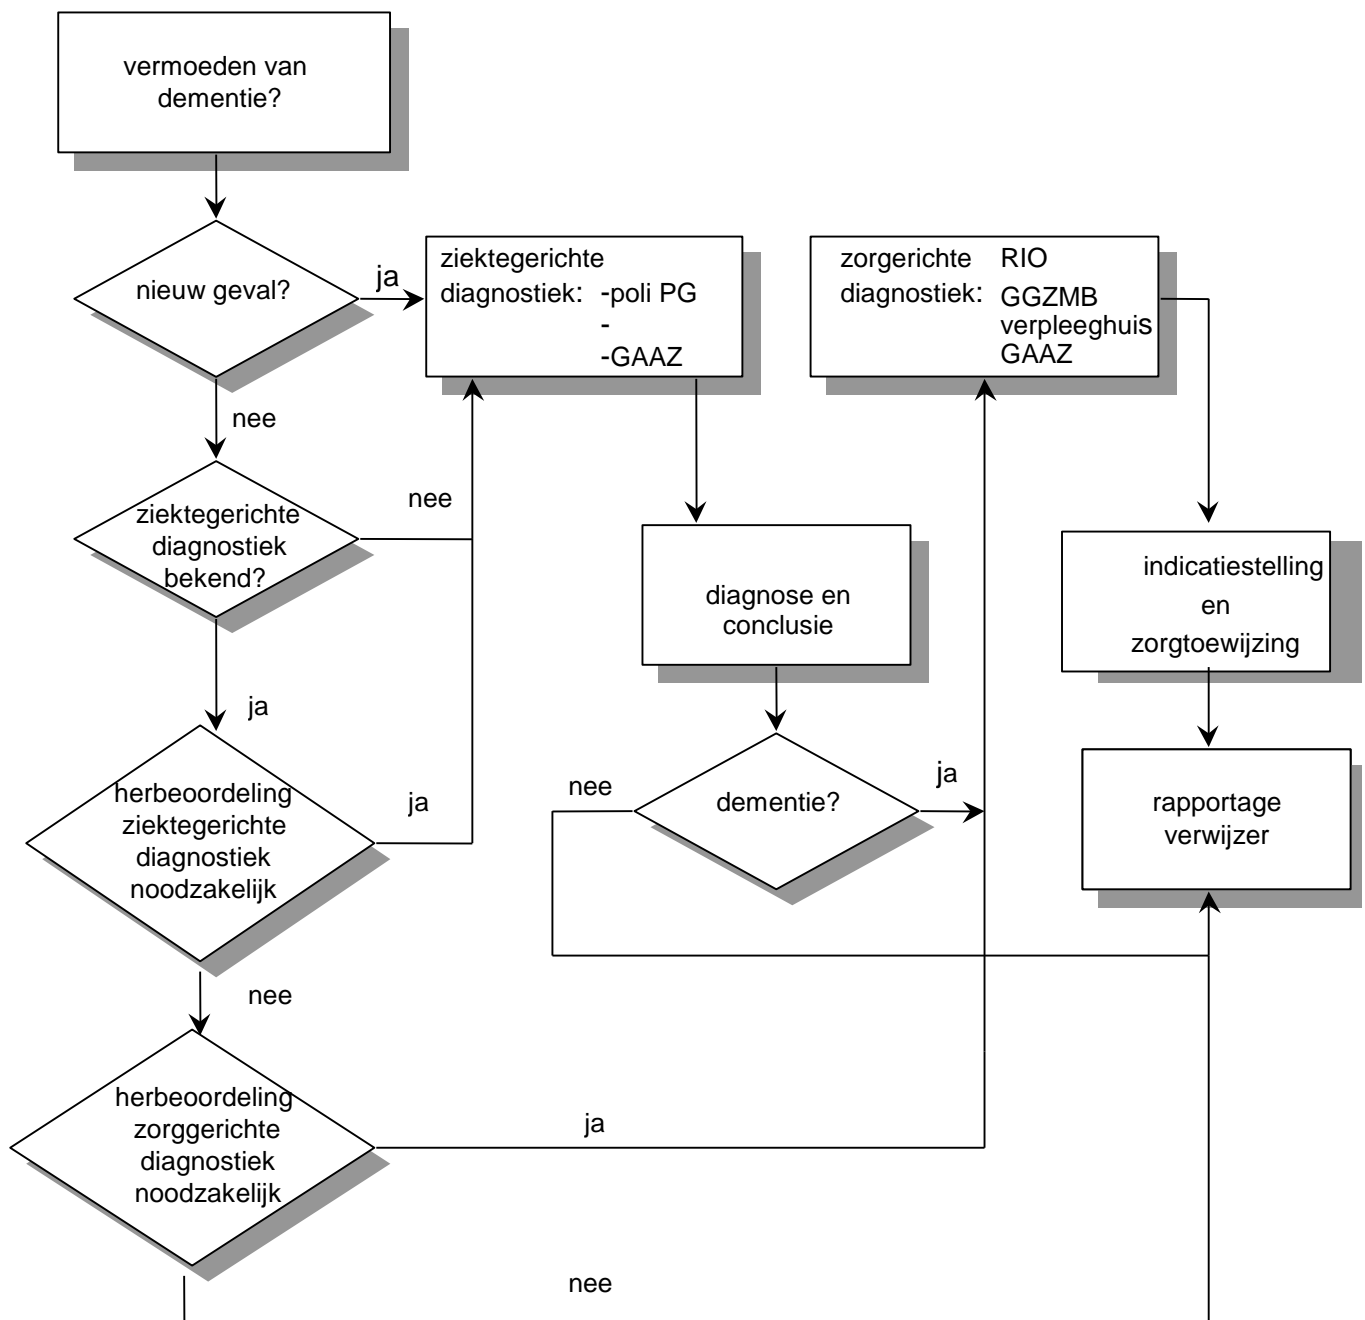 vermoeden van
dementie?
nieuw geval?
ja
nee
ziektegerichte
diagnostiek: -poli PG
-
-GAAZ
zorgerichte RIO
diagnostiek: GGZMB
verpleeghuis
GAAZ
ziektegerichte
diagnostiek
bekend?
nee
ja
diagnose en
conclusie
indicatiestelling
en
zorgtoewijzing
herbeoordeling
ziektegerichte
diagnostiek
noodzakelijk
ja
nee
nee
dementie?
ja
rapportage
verwijzer
herbeoordeling
zorggerichte
diagnostiek
noodzakelijk
ja
nee